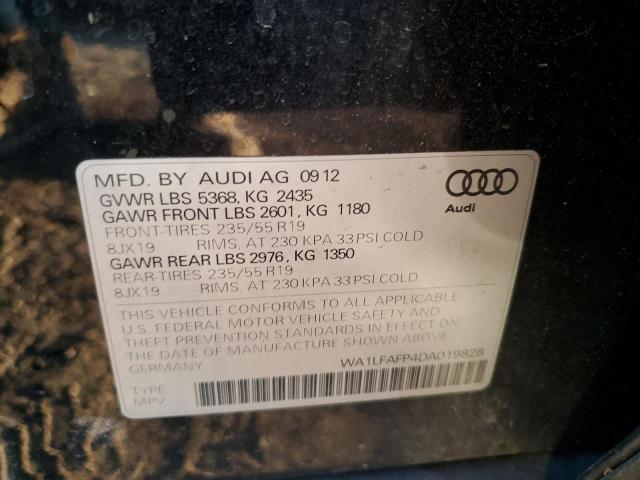 MFD. BY AUDI AG 09 12
GVWR LBS 5368, KG 2435
GAWR FRONT LBS 2601, KG 1180
FRONT-TIRES 235/55 R19
8JX19 RIMS, AT 230 KPA 33 PSI COLD
GAWR REAR LBS 2976, KG 1350
REAR-TIRES 235/55 R19
8JX19 RIMS, AT 230 KPA 33 PSI COLD
THIS VEHICLE CONFORMS TO ALL APPLICABLE
U.S. FEDERAL MOTOR VEHICLE SAFETY AND
THEFT PREVENTION STANDARDS IN EFFECT ON
THE DATE OF MANUFACTURE SHOWN ABOVE
GERMANY
WA1LFAFP4DA019828
TYPE
MPV
Audi